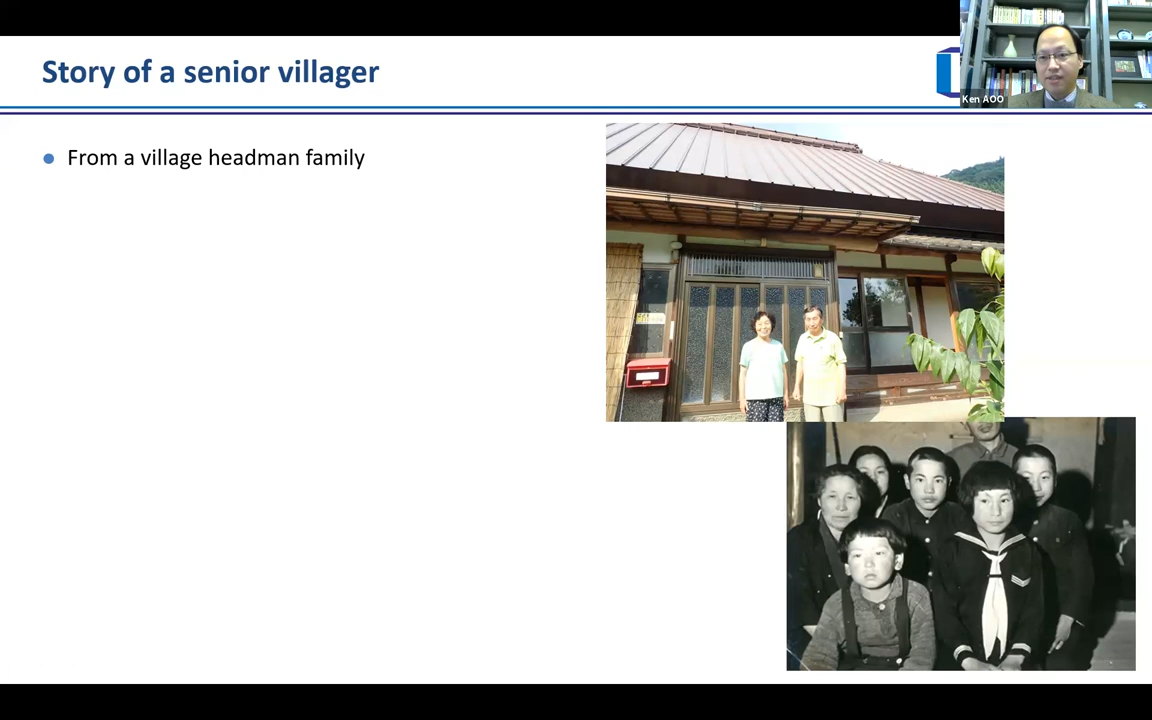 Story of a senior villager
Ken AOO
From a village headman family